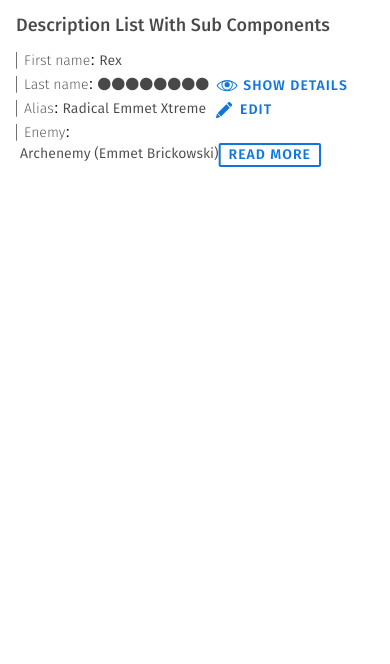 Description List With Sub Components
First name: Rex
Last name: ●●●●●●●● SHOW DETAILS
Alias: Radical Emmet Xtreme EDIT
Enemy:
Archenemy (Emmet Brickowski) READ MORE